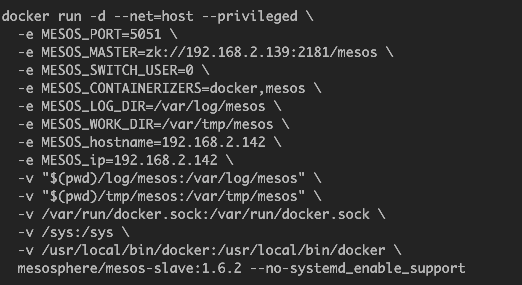 docker run -d --net=host --privileged \
-e MESOS_PORT=5051 \
-e MESOS_MASTER=zk://192.168.2.139:2181/mesos \
-e MESOS_SWITCH_USER=0 \
-e MESOS_CONTAINERIZERS=docker,mesos \
-e MESOS_LOG_DIR=/var/log/mesos \
-e MESOS_WORK_DIR=/var/tmp/mesos \
-e MESOS_hostname=192.168.2.142 \
-e MESOS_ip=192.168.2.142 \
-v "$(pwd)/log/mesos:/var/log/mesos" \
-v "$(pwd)/tmp/mesos:/var/tmp/mesos" \
-v /var/run/docker.sock:/var/run/docker.sock \
-v /sys:/sys \
-v /usr/local/bin/docker:/usr/local/bin/docker \
mesosphere/mesos-slave:1.6.2 --no-systemd_enable_support